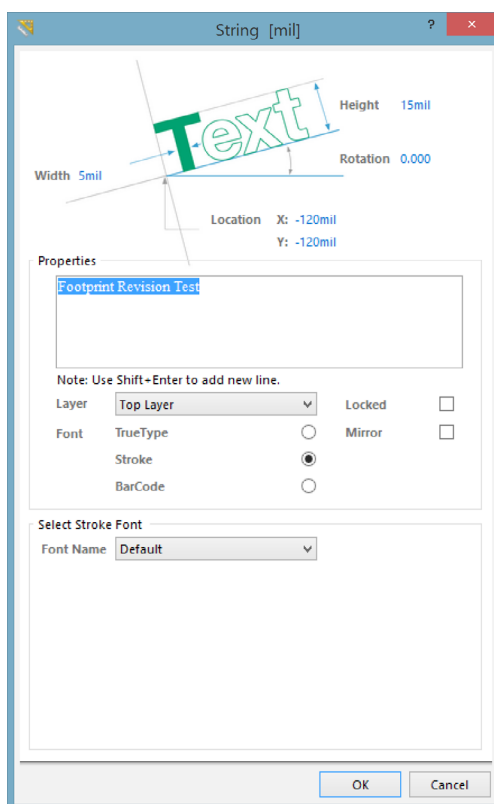 String [mil]
?
×
Text
Height 15mil
Rotation 0.000
Width 5mil
Location X: -120mil
Y: -120mil
Properties
Footprint Revision Test
Note: Use Shift+Enter to add new line.
Layer Top Layer Locked
Font TrueType Mirror
Stroke
BarCode
Select Stroke Font
Font Name Default
OK Cancel